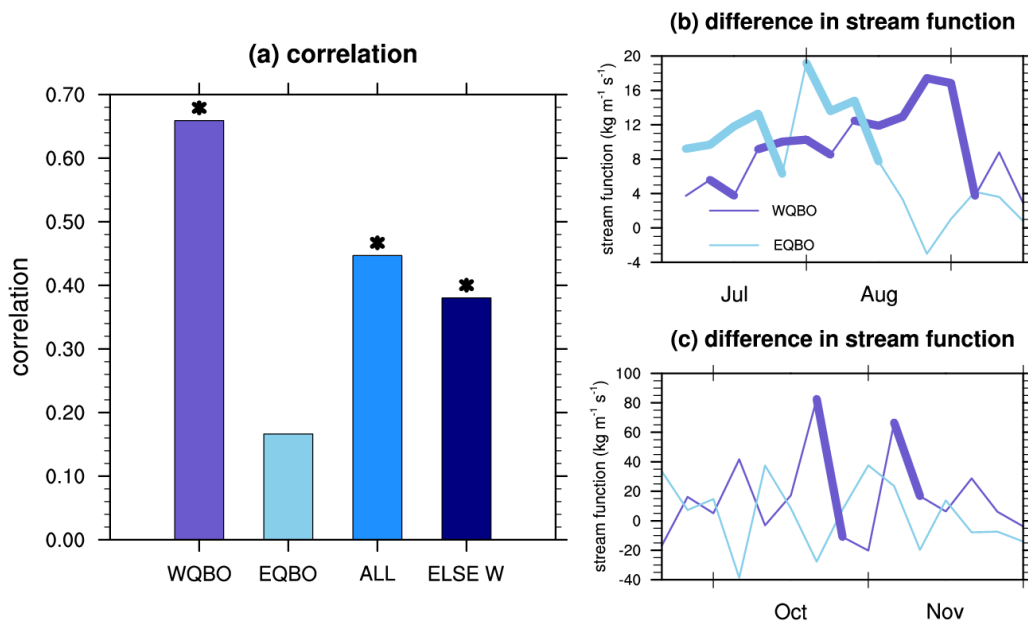 (a) correlation
correlation
0.70
0.60
0.50
0.40
0.30
0.20
0.10
0.00
WQBO EQBO ALL ELSE W
(b) difference in stream function
stream function (kg m⁻¹ s⁻¹)
20
16
12
8
4
0
-4
WQBO
EQBO
Jul Aug
(c) difference in stream function
stream function (kg m⁻¹ s⁻¹)
100
80
60
40
20
0
-20
-40
Oct Nov